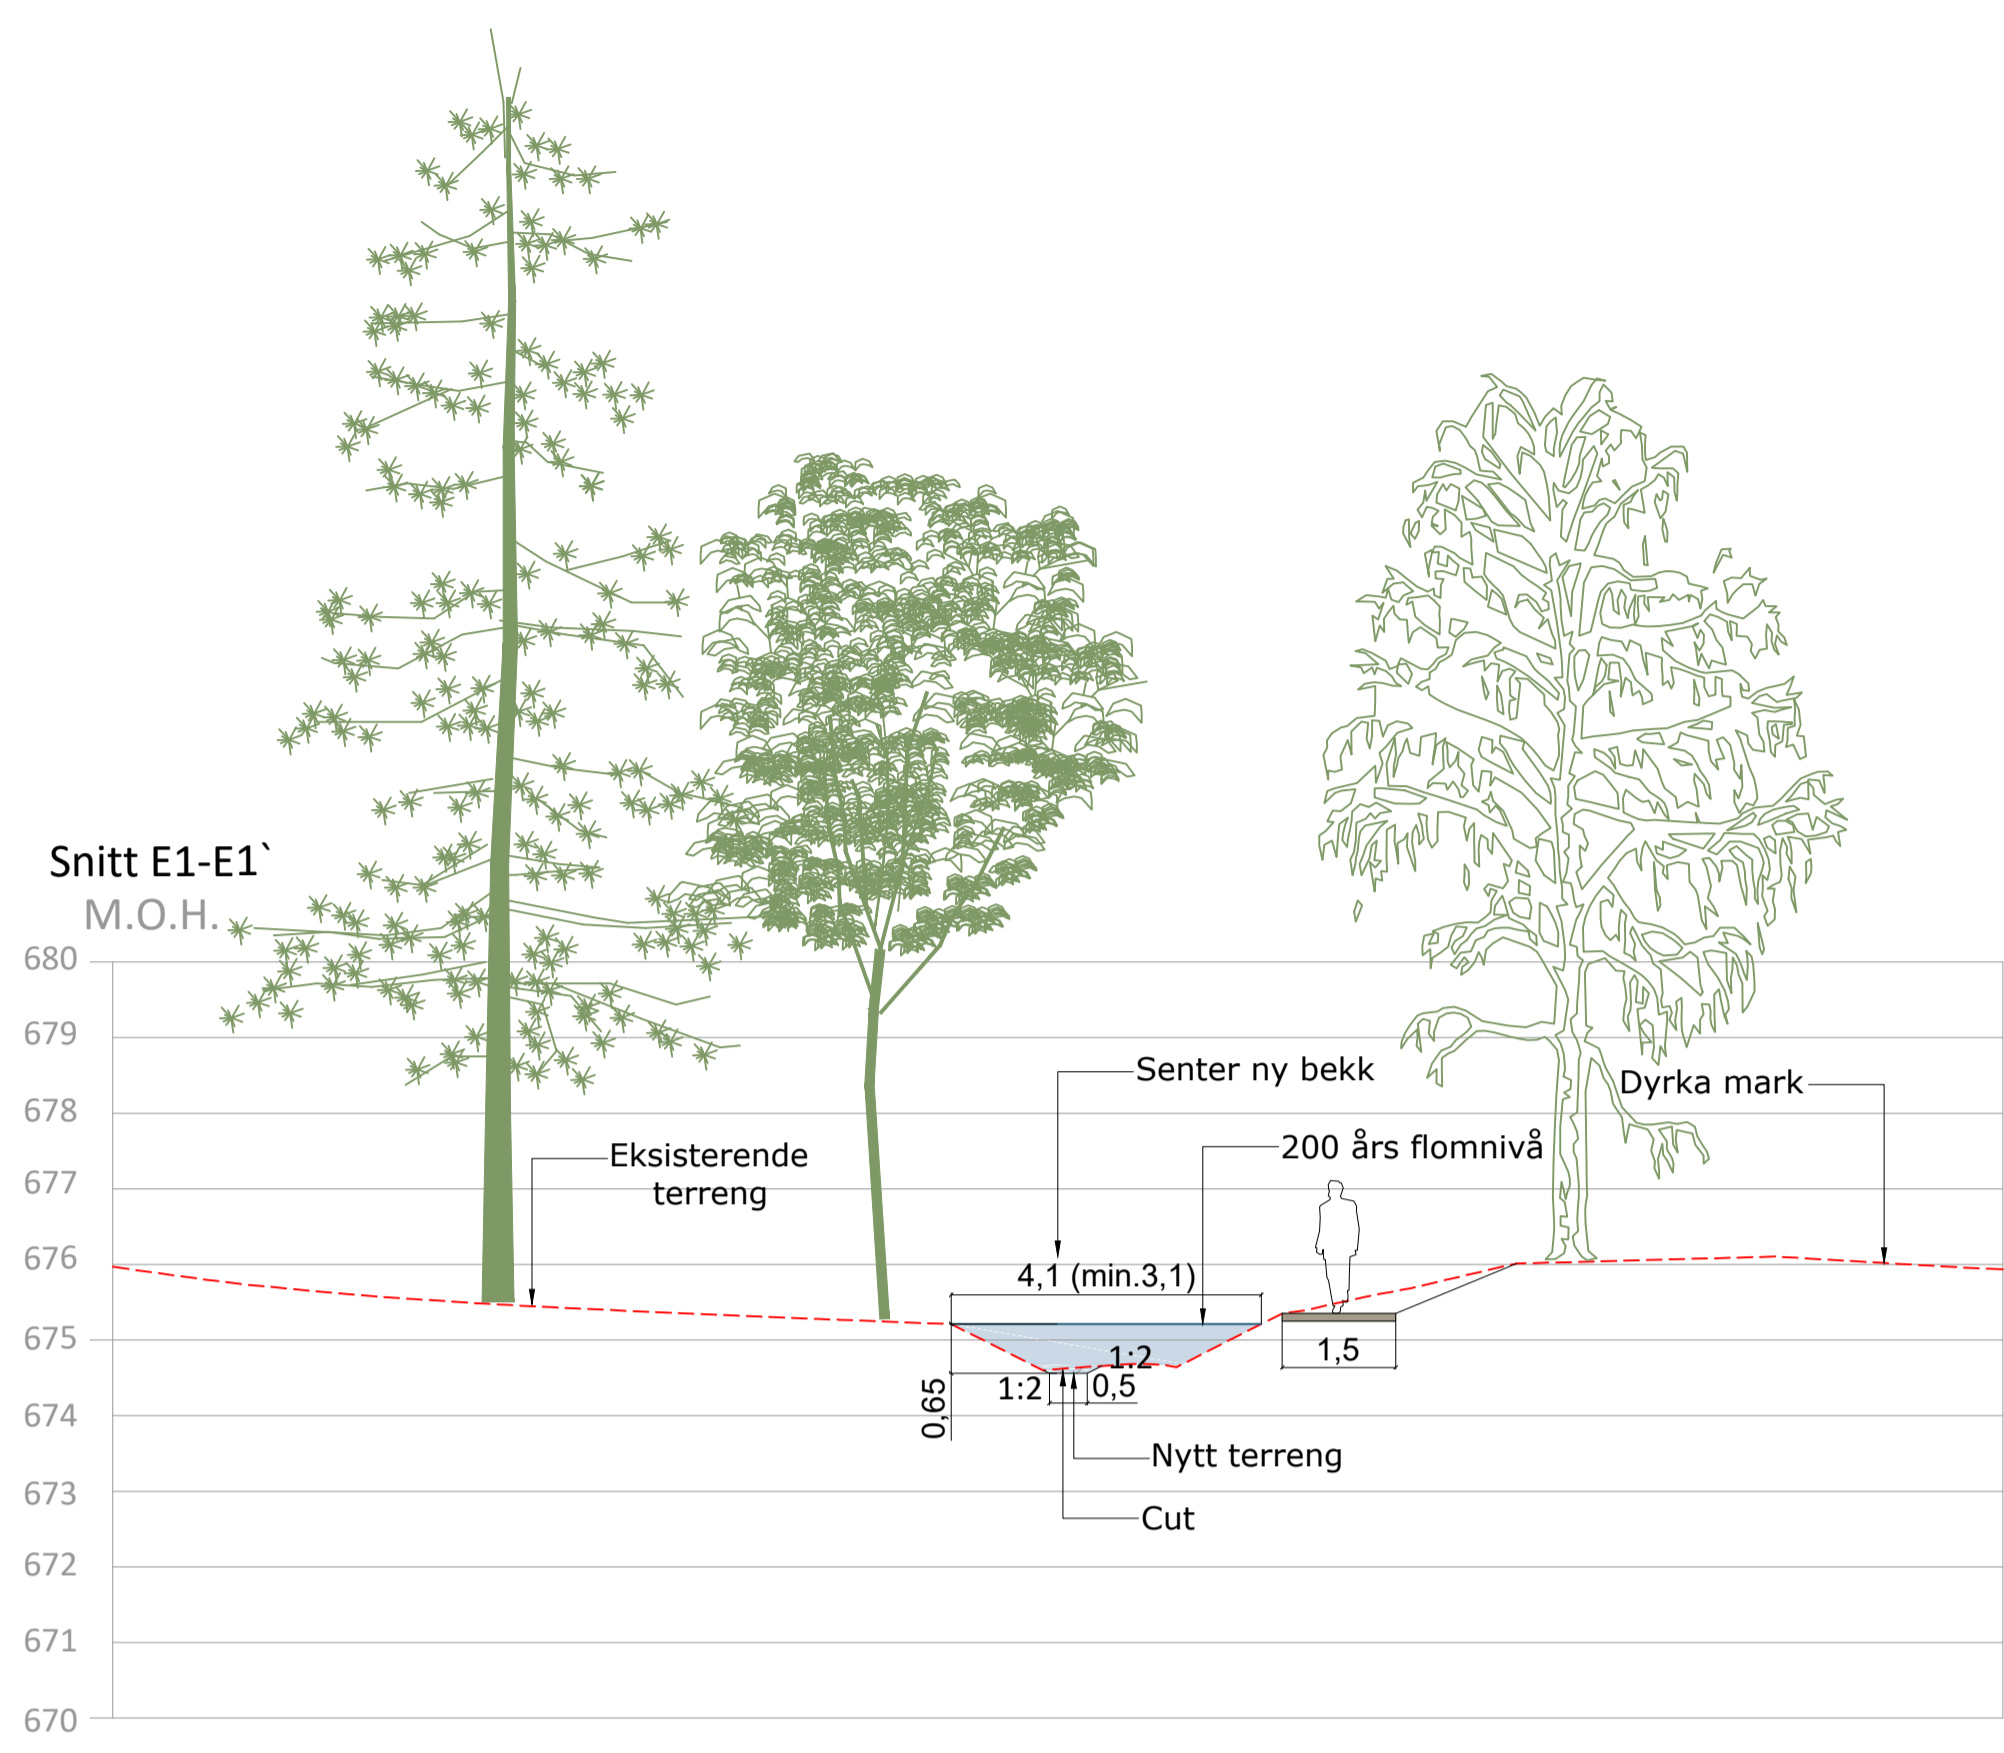 Snitt E1-E1`
M.O.H.
680
679
678
677
676
675
674
673
672
671
670
Senter ny bekk
Dyrka mark
200 års flomnivå
Eksisterende
terreng
4,1 (min.3,1)
1:2
1,5
1:2
0,5
0,65
Nytt terreng
Cut